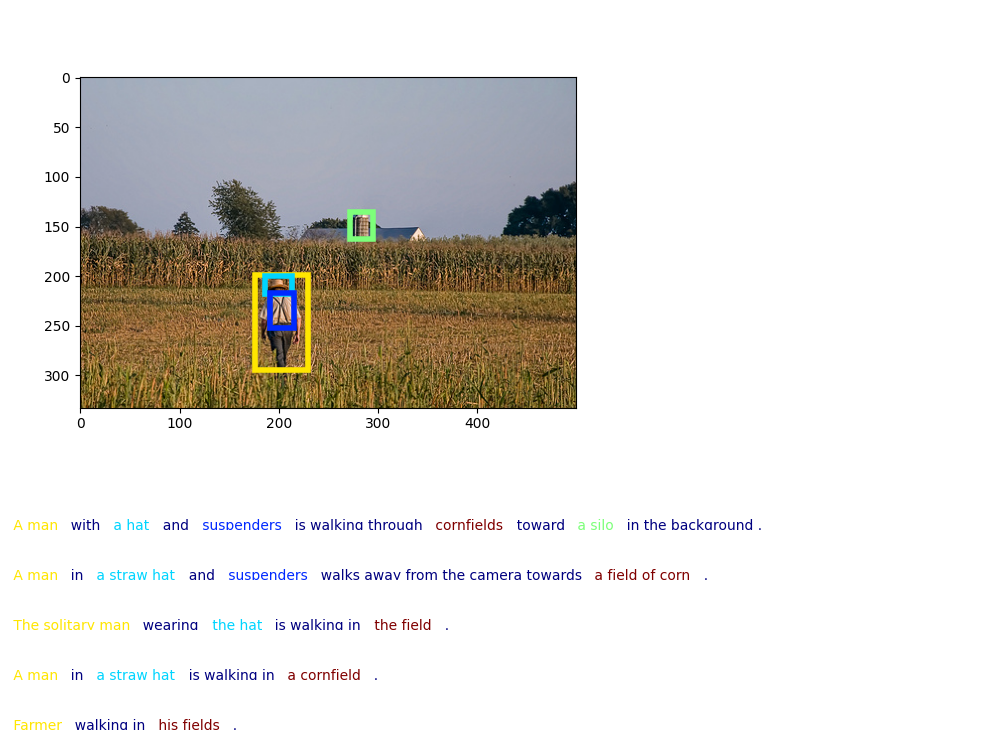 0
50
100
150
200
250
300
0 100 200 300 400
A man with a hat and suspenders is walking through cornfields toward a silo in the background .
A man in a straw hat and suspenders walks away from the camera towards a field of corn .
The solitary man wearing the hat is walking in the field .
A man in a straw hat is walking in a cornfield .
Farmer walking in his fields .